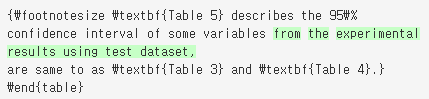 {₩footnotesize ₩textbf{Table 5} describes the 95₩%
confidence interval of some variables from the experimental
results using test dataset,
are same to as ₩textbf{Table 3} and ₩textbf{Table 4}.}
₩end{table}